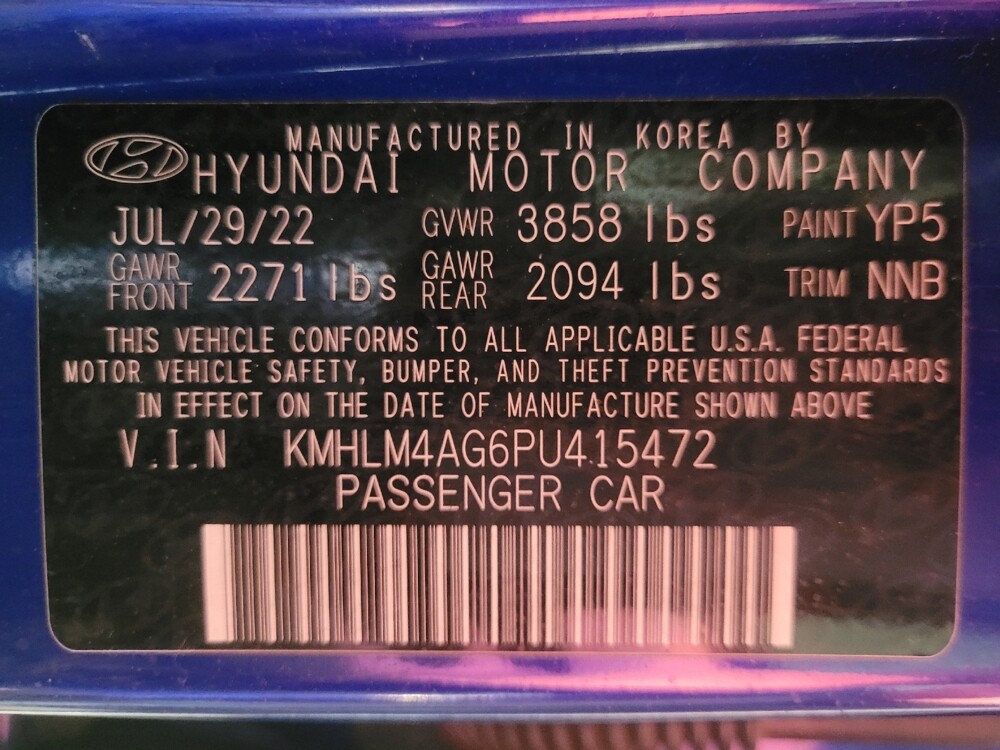 MANUFACTURED IN KOREA BY
HYUNDAI MOTOR COMPANY
JUL/29/22 GVWR 3858 lbs PAINT YP5
GAWR FRONT 2271 lbs GAWR REAR 2094 lbs TRIM NNB
THIS VEHICLE CONFORMS TO ALL APPLICABLE U.S.A. FEDERAL
MOTOR VEHICLE SAFETY, BUMPER, AND THEFT PREVENTION STANDARDS
IN EFFECT ON THE DATE OF MANUFACTURE SHOWN ABOVE
V.I.N KMHLM4AG6PU415472
PASSENGER CAR